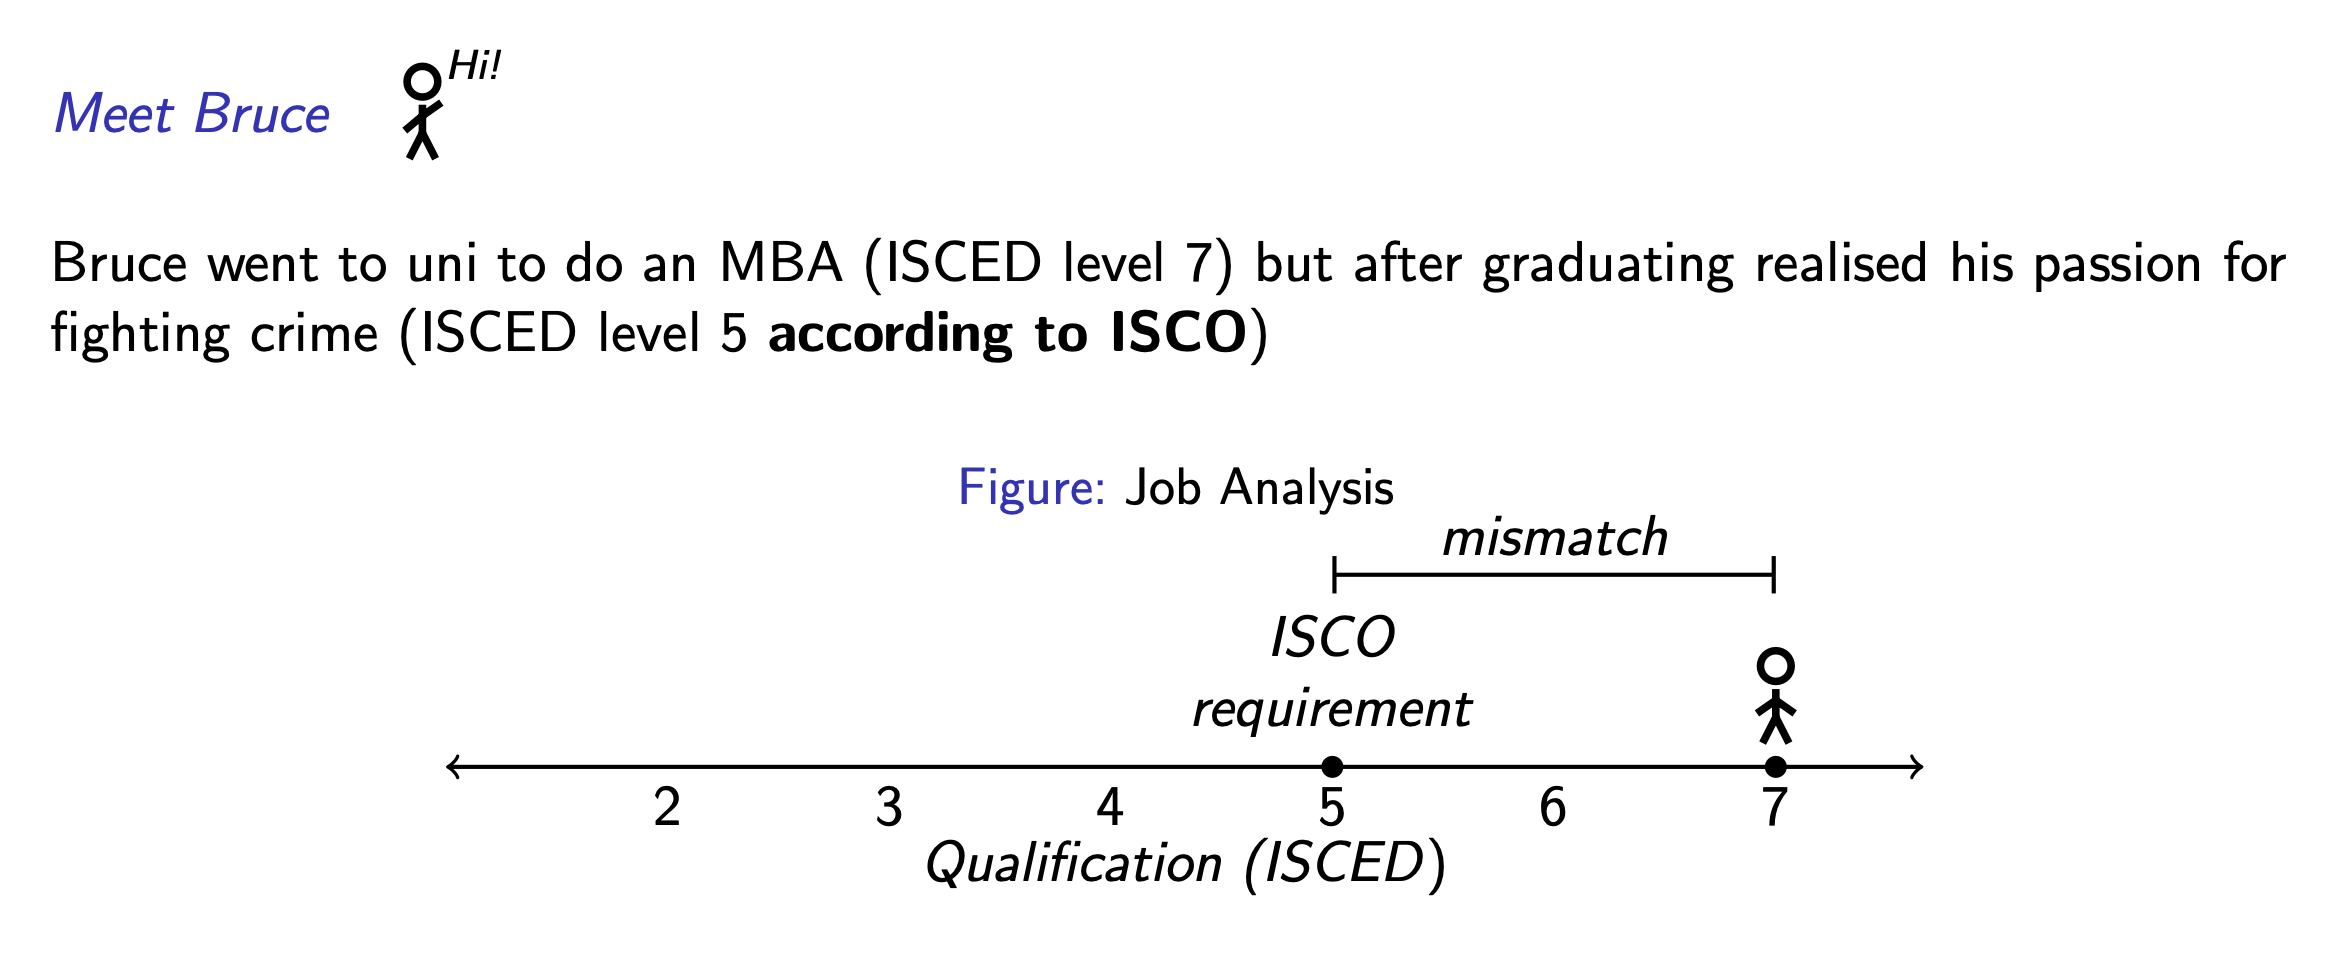 Meet Bruce
Hi!
Bruce went to uni to do an MBA (ISCED level 7) but after graduating realised his passion for
fighting crime (ISCED level 5 according to ISCO)
Figure: Job Analysis
mismatch
ISCO
requirement
2 3 4 5 6 7
Qualification (ISCED)